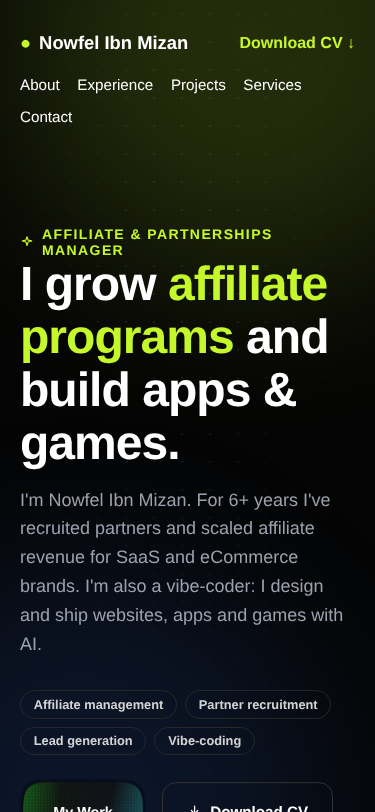 Nowfel Ibn Mizan
Download CV ↓
About Experience Projects Services
Contact
AFFILIATE & PARTNERSHIPS
MANAGER
I grow affiliate
programs and
build apps &
games.
I'm Nowfel Ibn Mizan. For 6+ years I've
recruited partners and scaled affiliate
revenue for SaaS and eCommerce
brands. I'm also a vibe-coder: I design
and ship websites, apps and games with
AI.
Affiliate management
Partner recruitment
Lead generation
Vibe-coding
My Work
Download CV